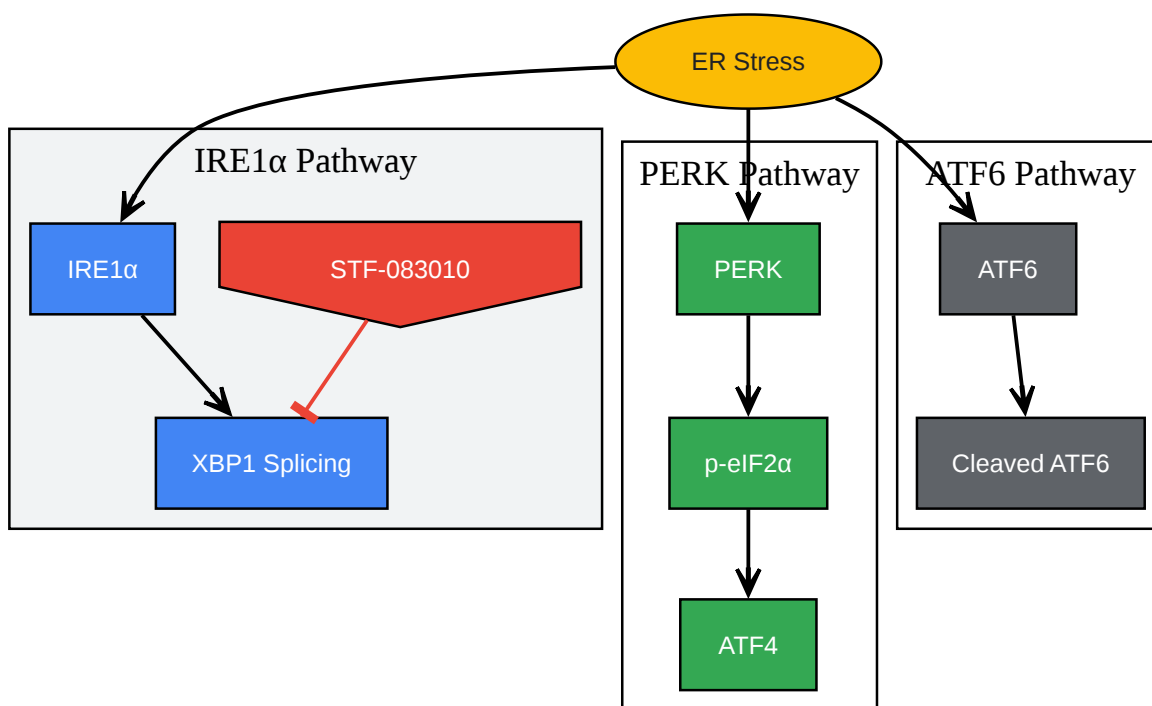 ER Stress
IRE1α Pathway
IRE1α
STF-083010
XBP1 Splicing
PERK Pathway
PERK
p-eIF2α
ATF4
ATF6 Pathway
ATF6
Cleaved ATF6